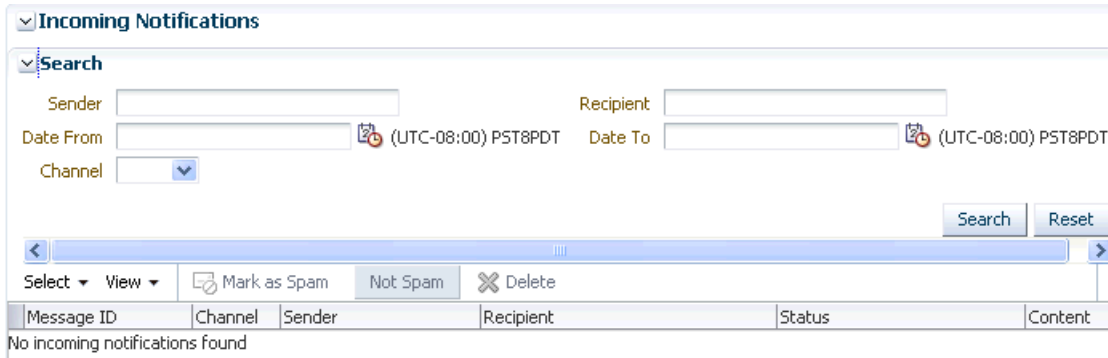 Incoming Notifications
Search
Sender Recipient
Date From (UTC-08:00) PST8PDT Date To (UTC-08:00) PST8PDT
Channel
Search Reset
Select View Mark as Spam Not Spam Delete
Message ID Channel Sender Recipient Status Content
No incoming notifications found